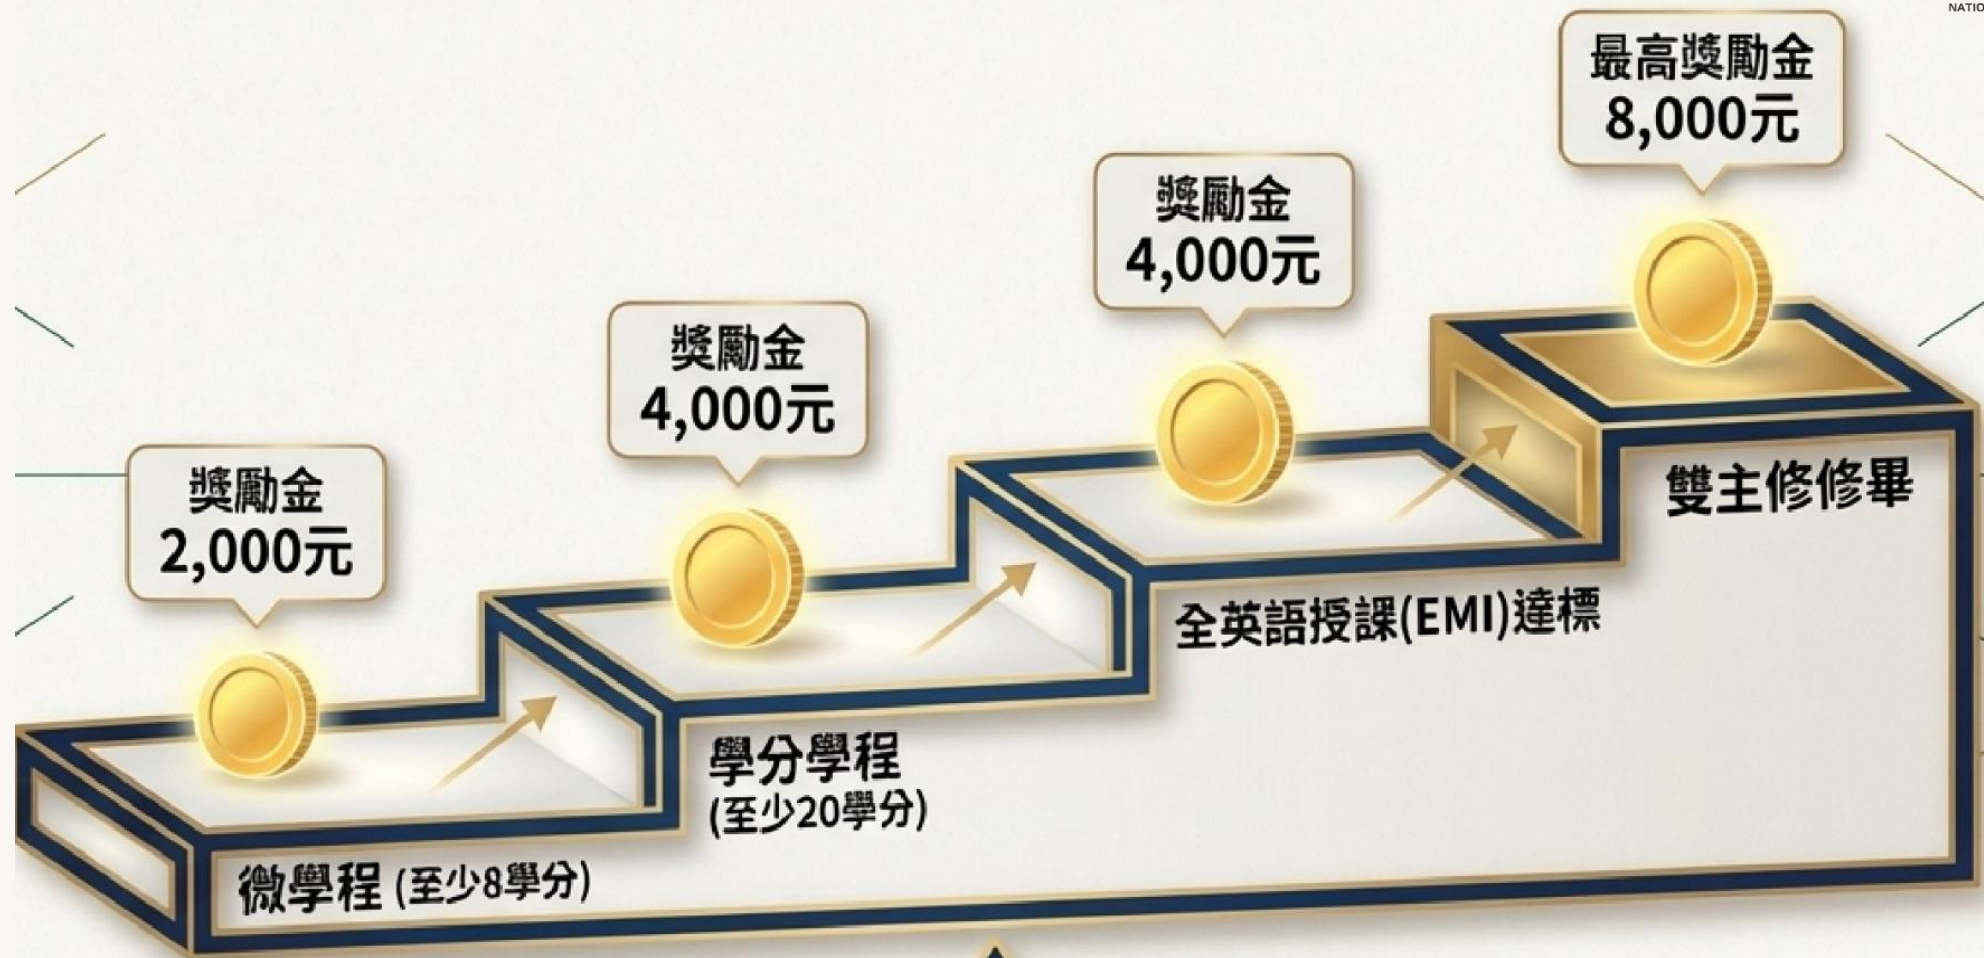 NATIO
最高獎勵金
8,000元
獎勵金
4,000元
獎勵金
4,000元
獎勵金
2,000元
雙主修修畢
全英語授課(EMI)達標
學分學程
(至少20學分)
微學程 (至少8學分)